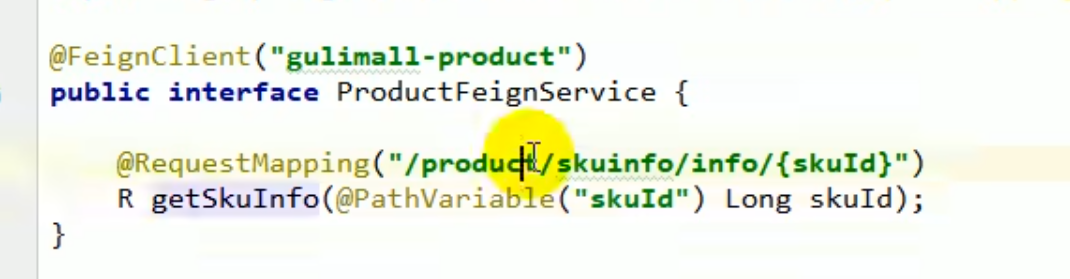 @FeignClient("gulimall-product")
public interface ProductFeignService {
@RequestMapping("/product/skuinfo/info/{skuId}")
R getSkuInfo(@PathVariable("skuId") Long skuId);
}